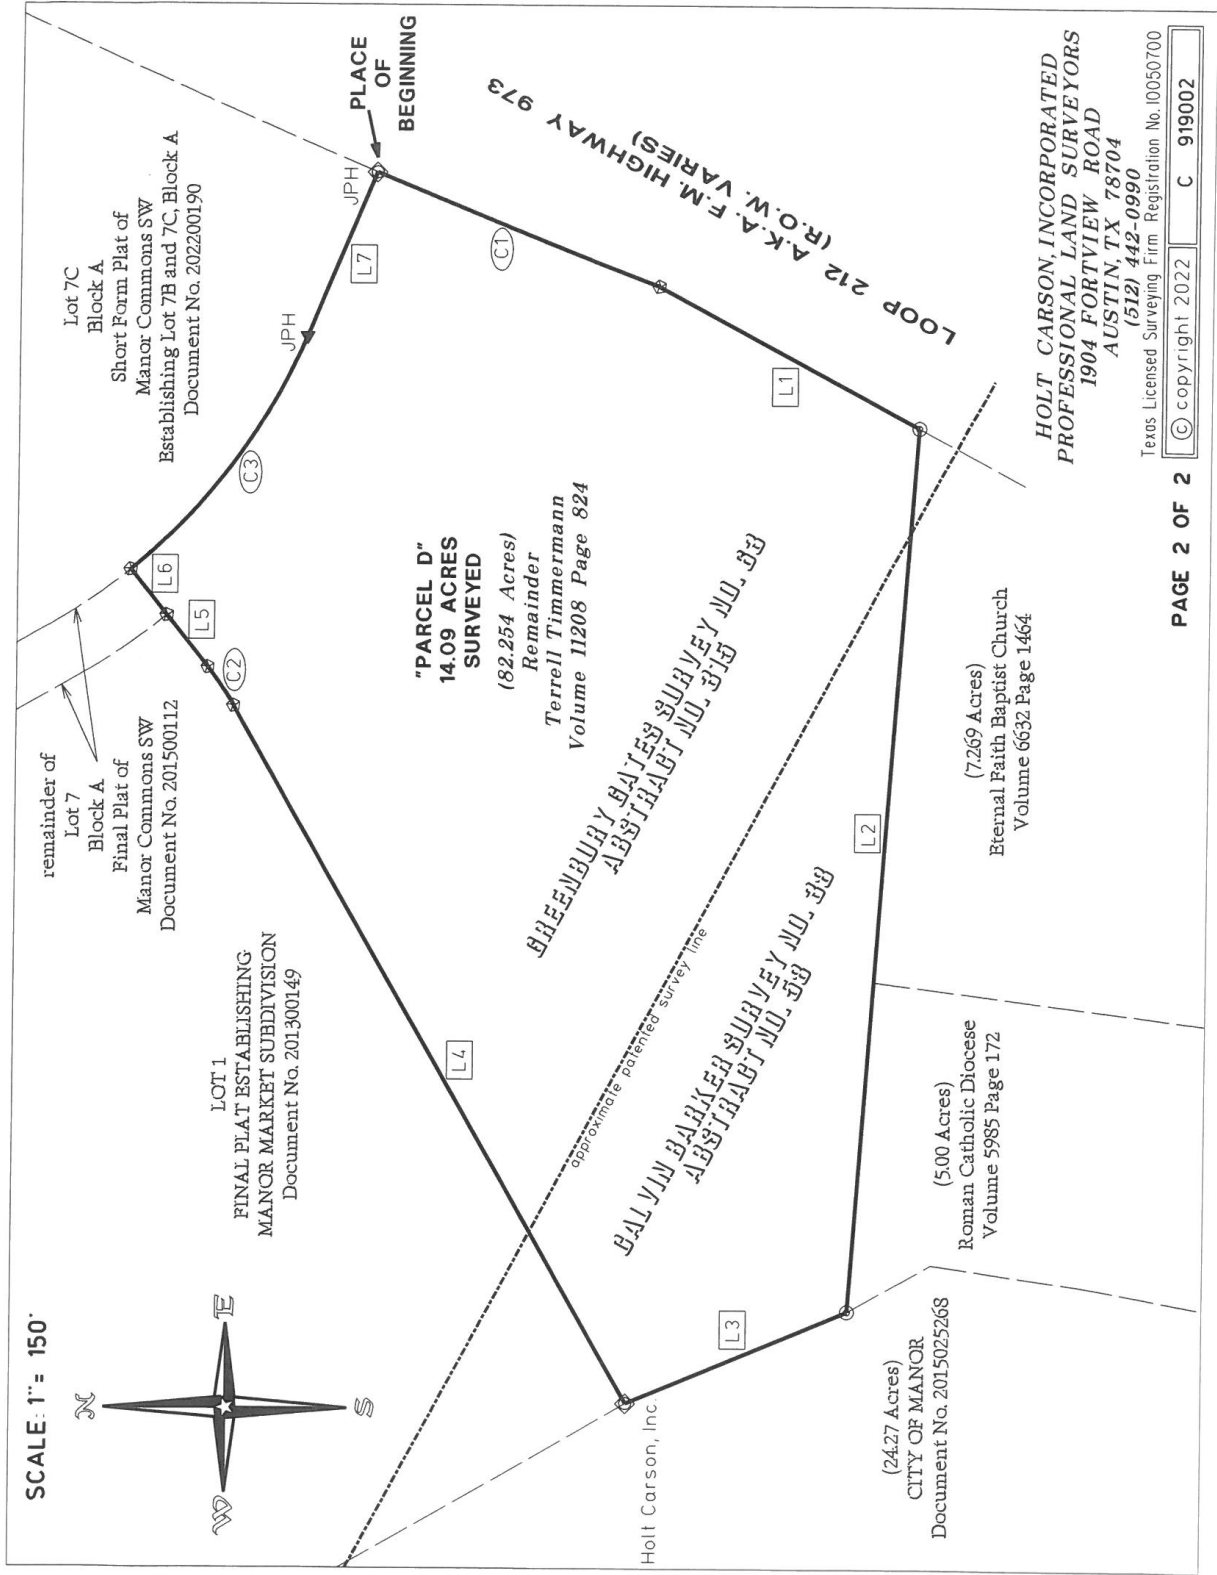 SCALE: 1" = 150'
N
W
E
S
remainder of
Lot 7
Block A
Final Plat of
Manor Commons SW
Document No. 201500112
Lot 7C
Block A
Short Form Plat of
Manor Commons SW
Establishing Lot 7B and 7C, Block A
Document No. 202200190
LOT 1
FINAL PLAT ESTABLISHING
MANOR MARKET SUBDIVISION
Document No. 201300149
C2
L5
L6
C3
JPH
L7
JPH
PLACE
OF
BEGINNING
C1
LOOP 212 A.K.A. F.M. HIGHWAY 973
(R.O.W. VARIES)
L1
"PARCEL D"
14.09 ACRES
SURVEYED
(82.254 Acres)
Remainder
Terrell Timmermann
Volume 11208 Page 824
L4
GREENBURY GATES SURVEY NO. 63
ABSTRACT NO. 315
approximate patented survey line
CALVIN BARKER SURVEY NO. 38
ABSTRACT NO. 58
Holt Carson, Inc.
L3
L2
(24.27 Acres)
CITY OF MANOR
Document No. 2015025268
(5.00 Acres)
Roman Catholic Diocese
Volume 5985 Page 172
(7.269 Acres)
Eternal Faith Baptist Church
Volume 6632 Page 1464
HOLT CARSON, INCORPORATED
PROFESSIONAL LAND SURVEYORS
1904 FORTVIEW ROAD
AUSTIN, TX 78704
(512) 442-0990
Texas Licensed Surveying Firm Registration No. 10050700
PAGE 2 OF 2
© copyright 2022
C 919002